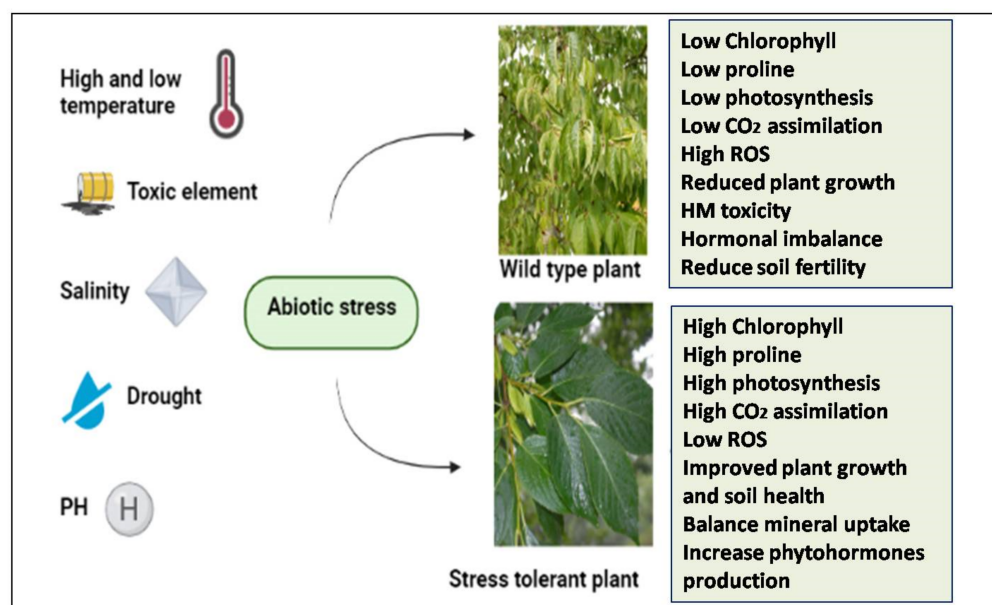 High and low
temperature
Toxic element
Salinity
Abiotic stress
Drought
PH
H
Wild type plant
Low Chlorophyll
Low proline
Low photosynthesis
Low CO₂ assimilation
High ROS
Reduced plant growth
HM toxicity
Hormonal imbalance
Reduce soil fertility
Stress tolerant plant
High Chlorophyll
High proline
High photosynthesis
High CO₂ assimilation
Low ROS
Improved plant growth
and soil health
Balance mineral uptake
Increase phytohormones
production